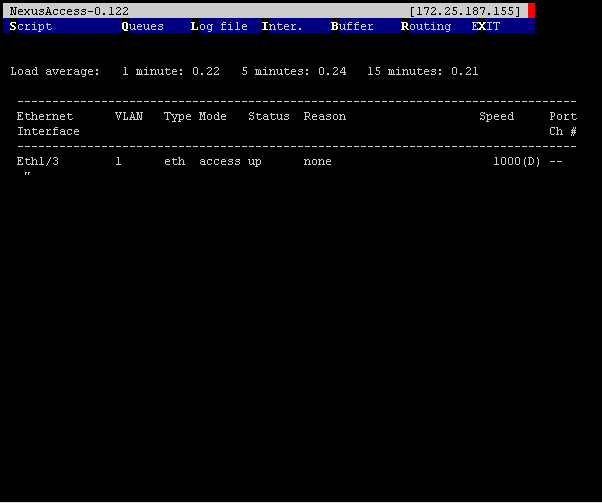 NexusAccess-0.122 [172.25.187.155]
Script Queues Log file Inter. Buffer Routing EXIT
Load average: 1 minute: 0.22 5 minutes: 0.24 15 minutes: 0.21
--------------------------------------------------------------------------------
Ethernet VLAN Type Mode Status Reason Speed Port
Interface Ch #
--------------------------------------------------------------------------------
Eth1/3 1 eth access up none 1000(D) --
"